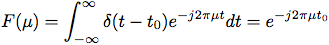 F(μ) = ∫_{-∞}^{∞} δ(t − t₀)e^{−j2πμt}dt = e^{−j2πμt₀}